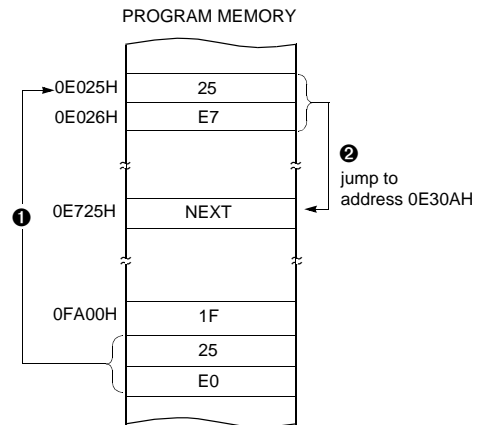 PROGRAM MEMORY
0E025H 25
0E026H E7
❷
jump to
address 0E30AH
❶
0E725H NEXT
0FA00H 1F
25
E0